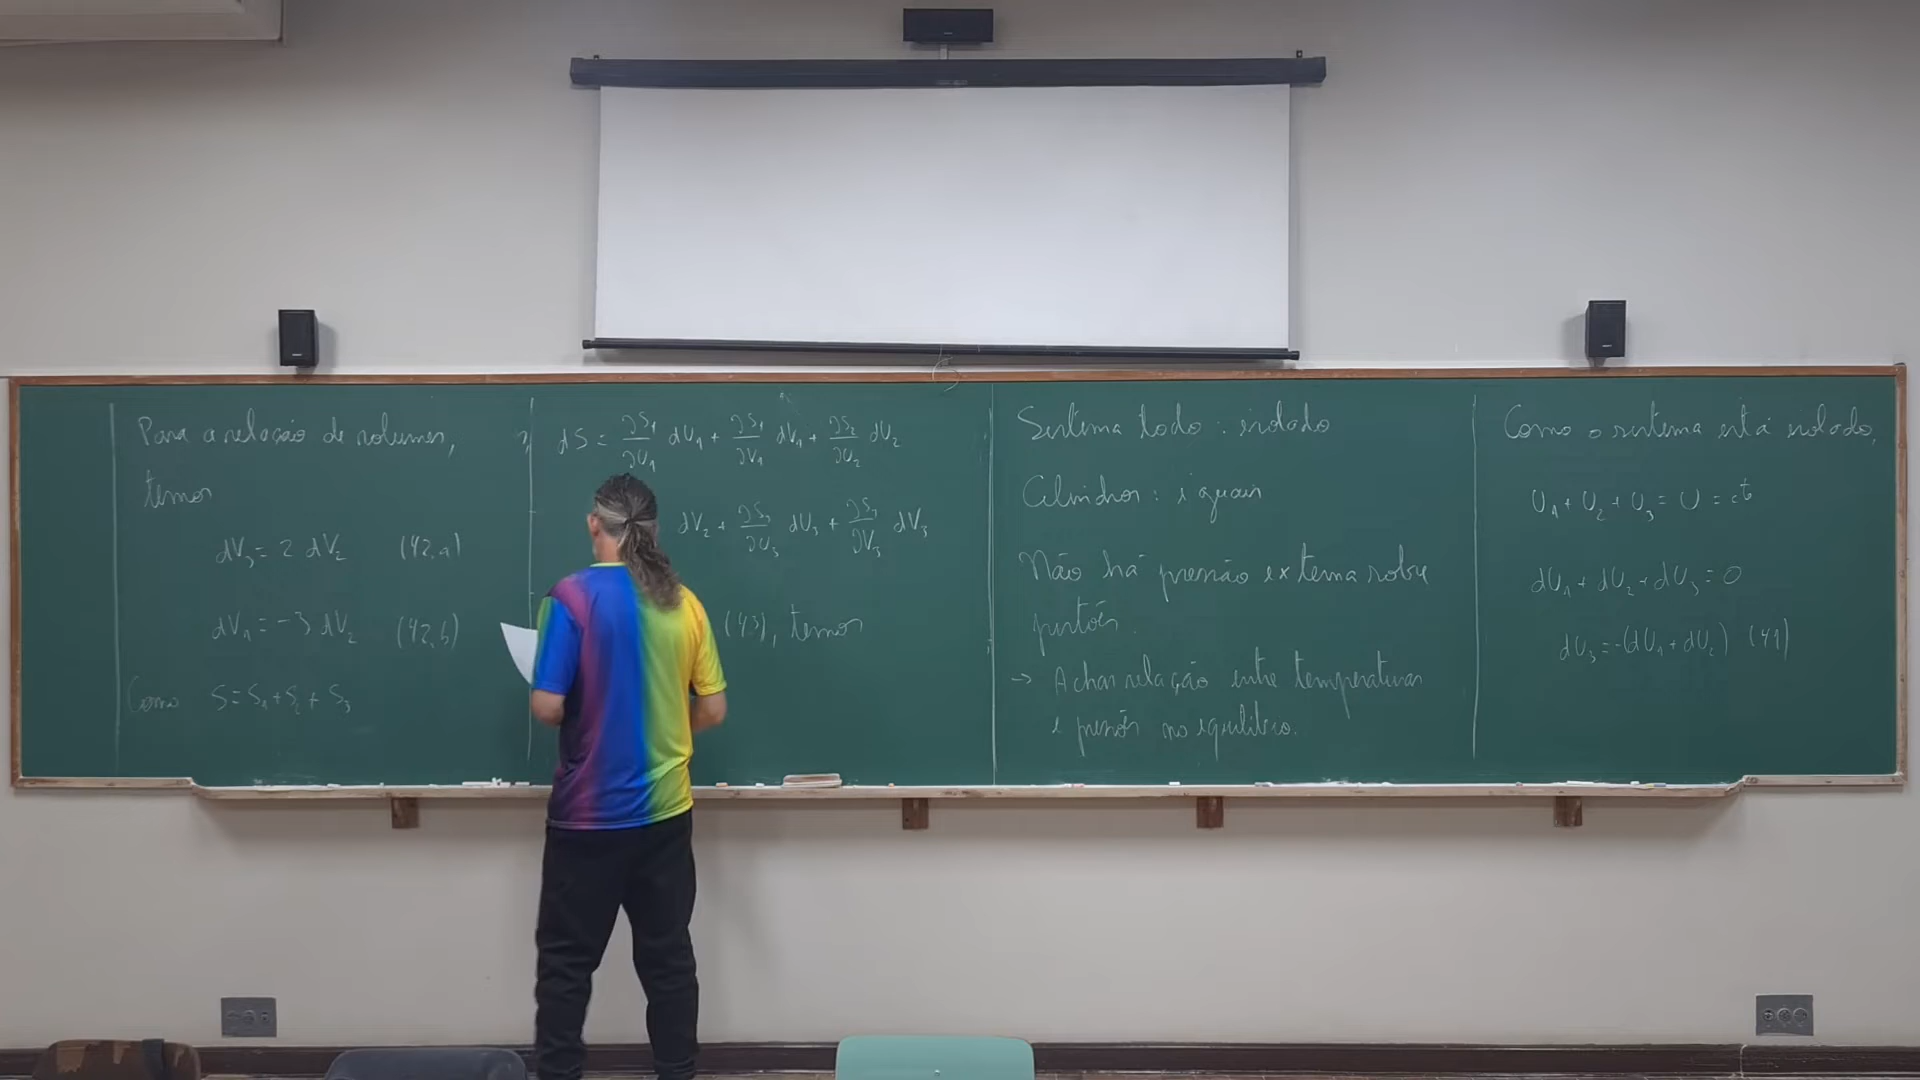 Para a relação de volumes,
temos
dV₃ = 2 dV₂ (42,a)
dV₁ = -3 dV₂ (42,b)
Como S = S₁ + S₂ + S₃
dS = ∂S₁/∂U₁ dU₁ + ∂S₁/∂V₁ dV₁ + ∂S₂/∂U₂ dU₂
dV₂ + ∂S₃/∂U₃ dU₃ + ∂S₃/∂V₃ dV₃
(43), temos
Sistema todo : isolado
Cilindros : iguais
Não há pressão externa sobre
pistões.
→ Achar relação entre temperaturas
e pressões no equilíbrio.
Como o sistema está isolado,
U₁ + U₂ + U₃ = U = cᵗᵉ
dU₁ + dU₂ + dU₃ = 0
dU₃ = -(dU₁ + dU₂) (41)